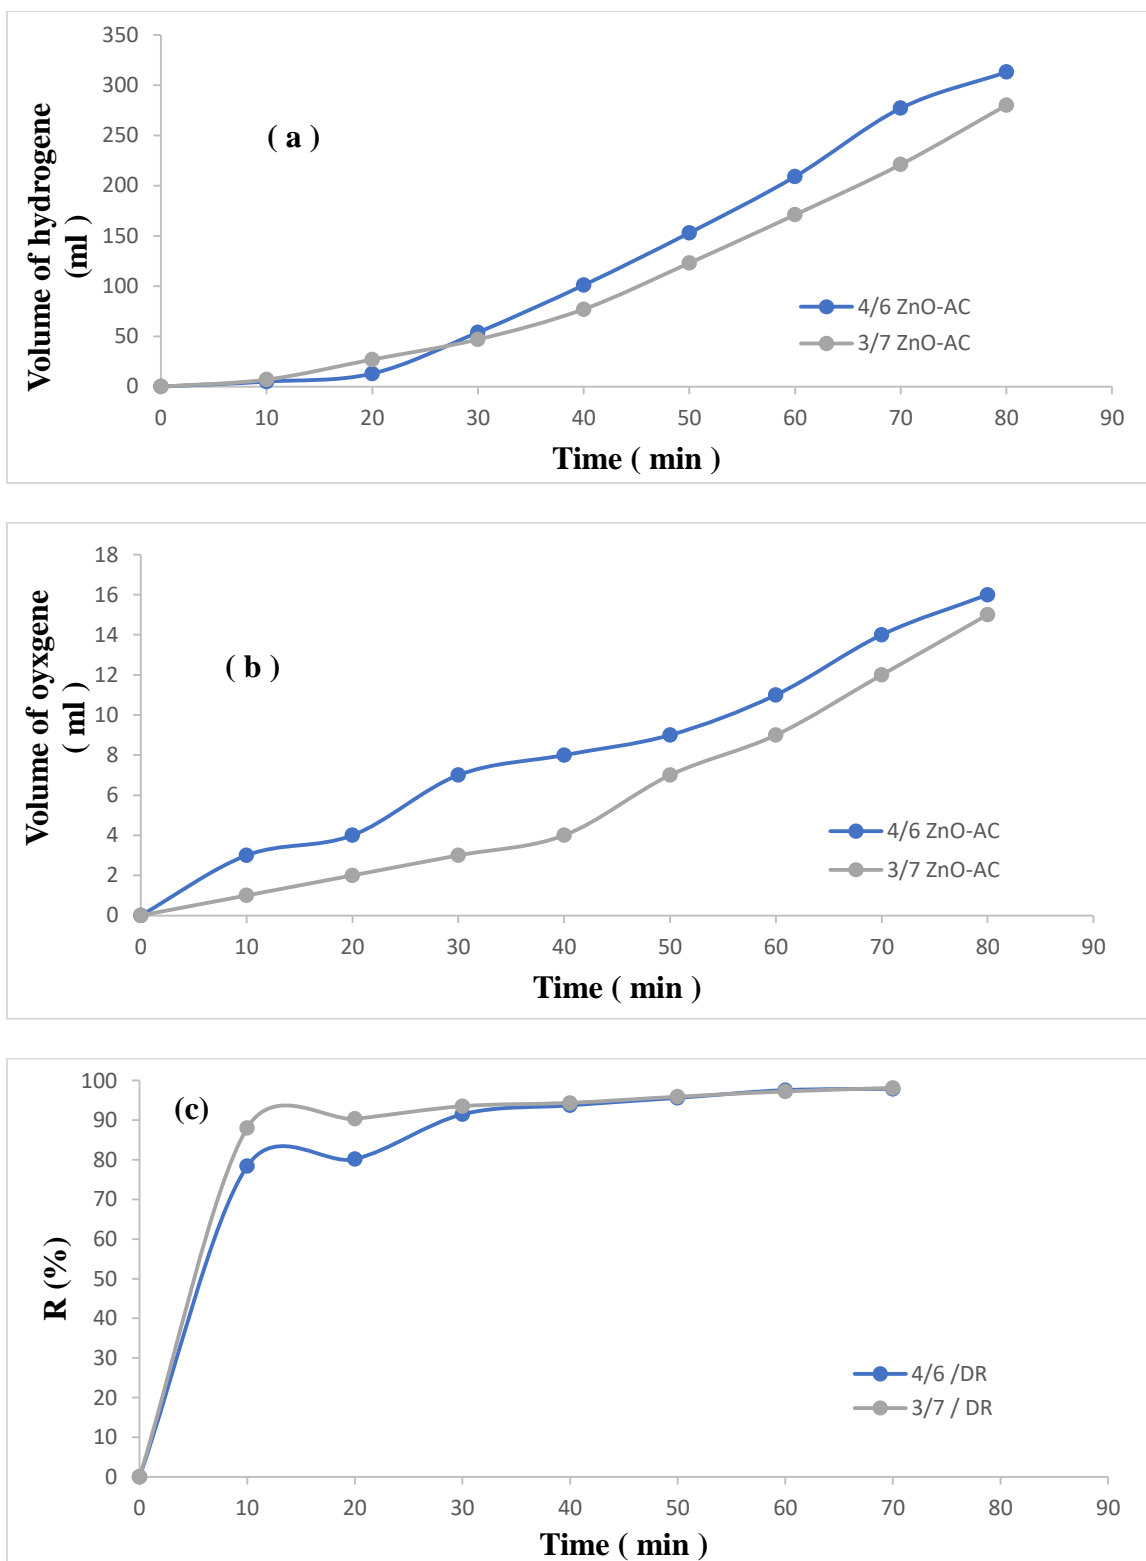 350
300
250
200
150
100
50
0
( a )
Volume of hydrogene
(ml )
4/6 ZnO-AC
3/7 ZnO-AC
0 10 20 30 40 50 60 70 80 90
Time ( min )
18
16
14
12
10
8
6
4
2
0
( b )
Volume of oyxgene
( ml )
4/6 ZnO-AC
3/7 ZnO-AC
0 10 20 30 40 50 60 70 80 90
Time ( min )
100
90
80
70
60
50
40
30
20
10
0
(c)
R (%)
4/6 /DR
3/7 / DR
0 10 20 30 40 50 60 70 80 90
Time ( min )